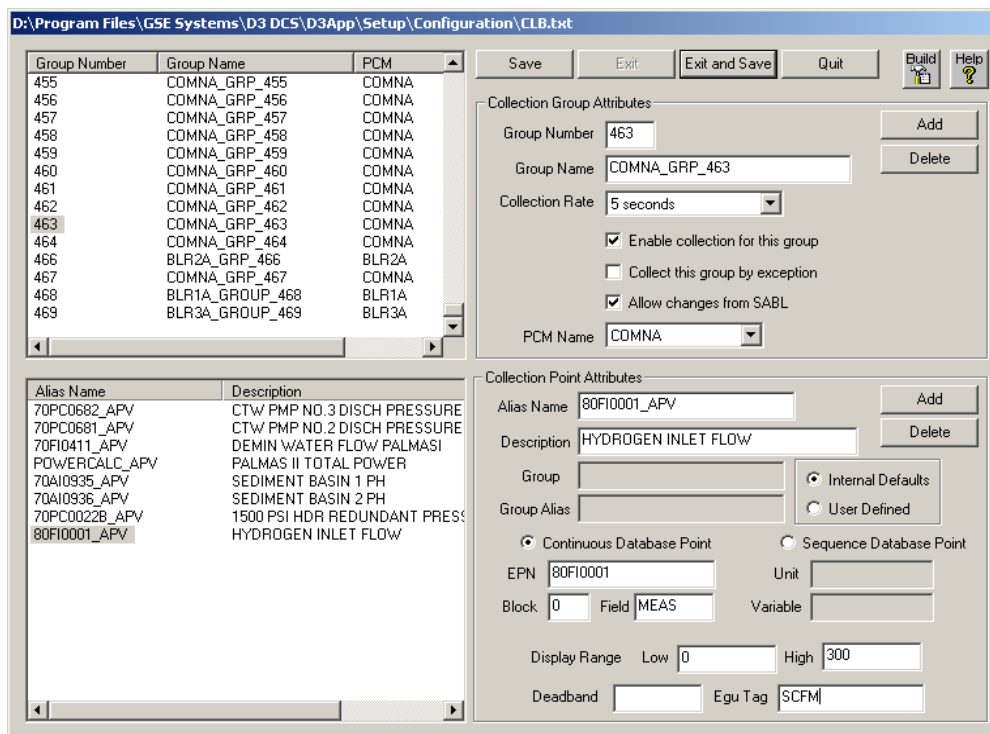 D:\Program Files\GSE Systems\D3 DCS\D3App\Setup\Configuration\CLB.txt
Group Number Group Name PCM
455 COMNA_GRP_455 COMNA
456 COMNA_GRP_456 COMNA
457 COMNA_GRP_457 COMNA
458 COMNA_GRP_458 COMNA
459 COMNA_GRP_459 COMNA
460 COMNA_GRP_460 COMNA
461 COMNA_GRP_461 COMNA
462 COMNA_GRP_462 COMNA
463 COMNA_GRP_463 COMNA
464 COMNA_GRP_464 COMNA
466 BLR2A_GRP_466 BLR2A
467 COMNA_GRP_467 COMNA
468 BLR1A_GROUP_468 BLR1A
469 BLR3A_GROUP_469 BLR3A
Save Exit Exit and Save Quit Build Help
Collection Group Attributes
Group Number 463 Add
Group Name COMNA_GRP_463 Delete
Collection Rate 5 seconds
Enable collection for this group
Collect this group by exception
Allow changes from SABL
PCM Name COMNA
Alias Name Description
70PC0682_APV CTW PMP NO.3 DISCH PRESSURE
70PC0681_APV CTW PMP NO.2 DISCH PRESSURE
70FI0411_APV DEMIN WATER FLOW PALMASI
POWERCALC_APV PALMAS II TOTAL POWER
70AI0935_APV SEDIMENT BASIN 1 PH
70AI0936_APV SEDIMENT BASIN 2 PH
70PC0022B_APV 1500 PSI HDR REDUNDANT PRESS
80FI0001_APV HYDROGEN INLET FLOW
Collection Point Attributes
Alias Name 80FI0001_APV Add
Description HYDROGEN INLET FLOW Delete
Group Internal Defaults
Group Alias User Defined
Continuous Database Point Sequence Database Point
EPN 80FI0001 Unit
Block 0 Field MEAS Variable
Display Range Low 0 High 300
Deadband Egu Tag SCFM